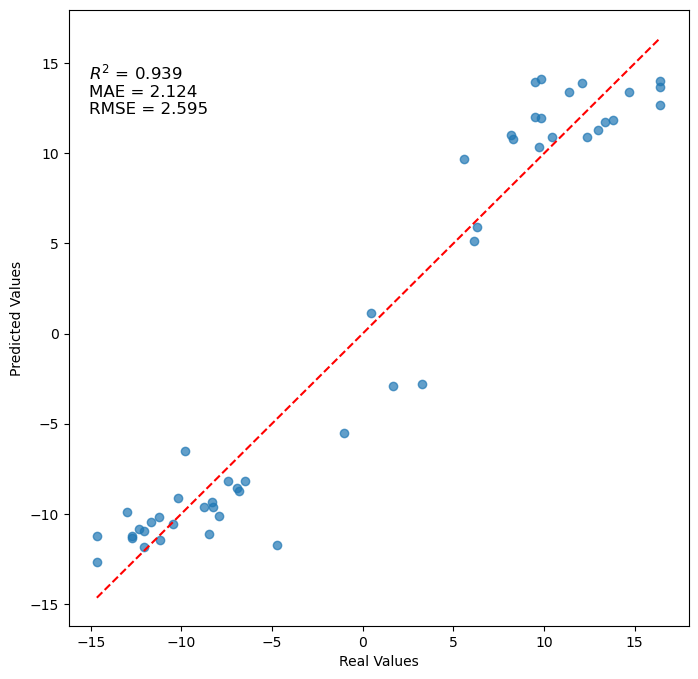 R² = 0.939
MAE = 2.124
RMSE = 2.595
15
10
5
0
−5
−10
−15
Predicted Values
−15 −10 −5 0 5 10 15
Real Values